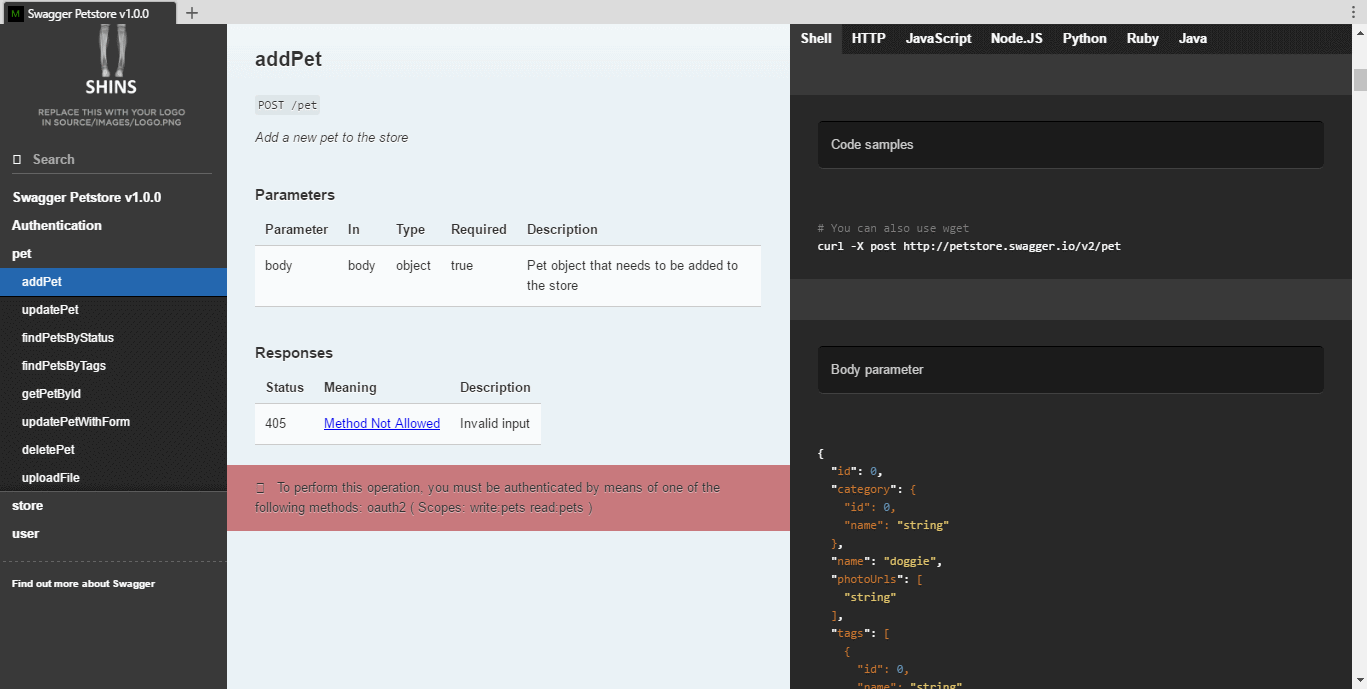 Swagger Petstore v1.0.0
SHINS
REPLACE THIS WITH YOUR LOGO
IN SOURCE/IMAGES/LOGO.PNG
Search
Swagger Petstore v1.0.0
Authentication
pet
addPet
updatePet
findPetsByStatus
findPetsByTags
getPetById
updatePetWithForm
deletePet
uploadFile
store
user
Find out more about Swagger
addPet
POST /pet
Add a new pet to the store
Parameters
Parameter In Type Required Description
body body object true Pet object that needs to be added to
the store
Responses
Status Meaning Description
405 Method Not Allowed Invalid input
To perform this operation, you must be authenticated by means of one of the
following methods: oauth2 ( Scopes: write:pets read:pets )
Shell HTTP JavaScript Node.JS Python Ruby Java
Code samples
# You can also use wget
curl -X post http://petstore.swagger.io/v2/pet
Body parameter
{
"id": 0,
"category": {
"id": 0,
"name": "string"
},
"name": "doggie",
"photoUrls": [
"string"
],
"tags": [
{
"id": 0,
"name": "string"